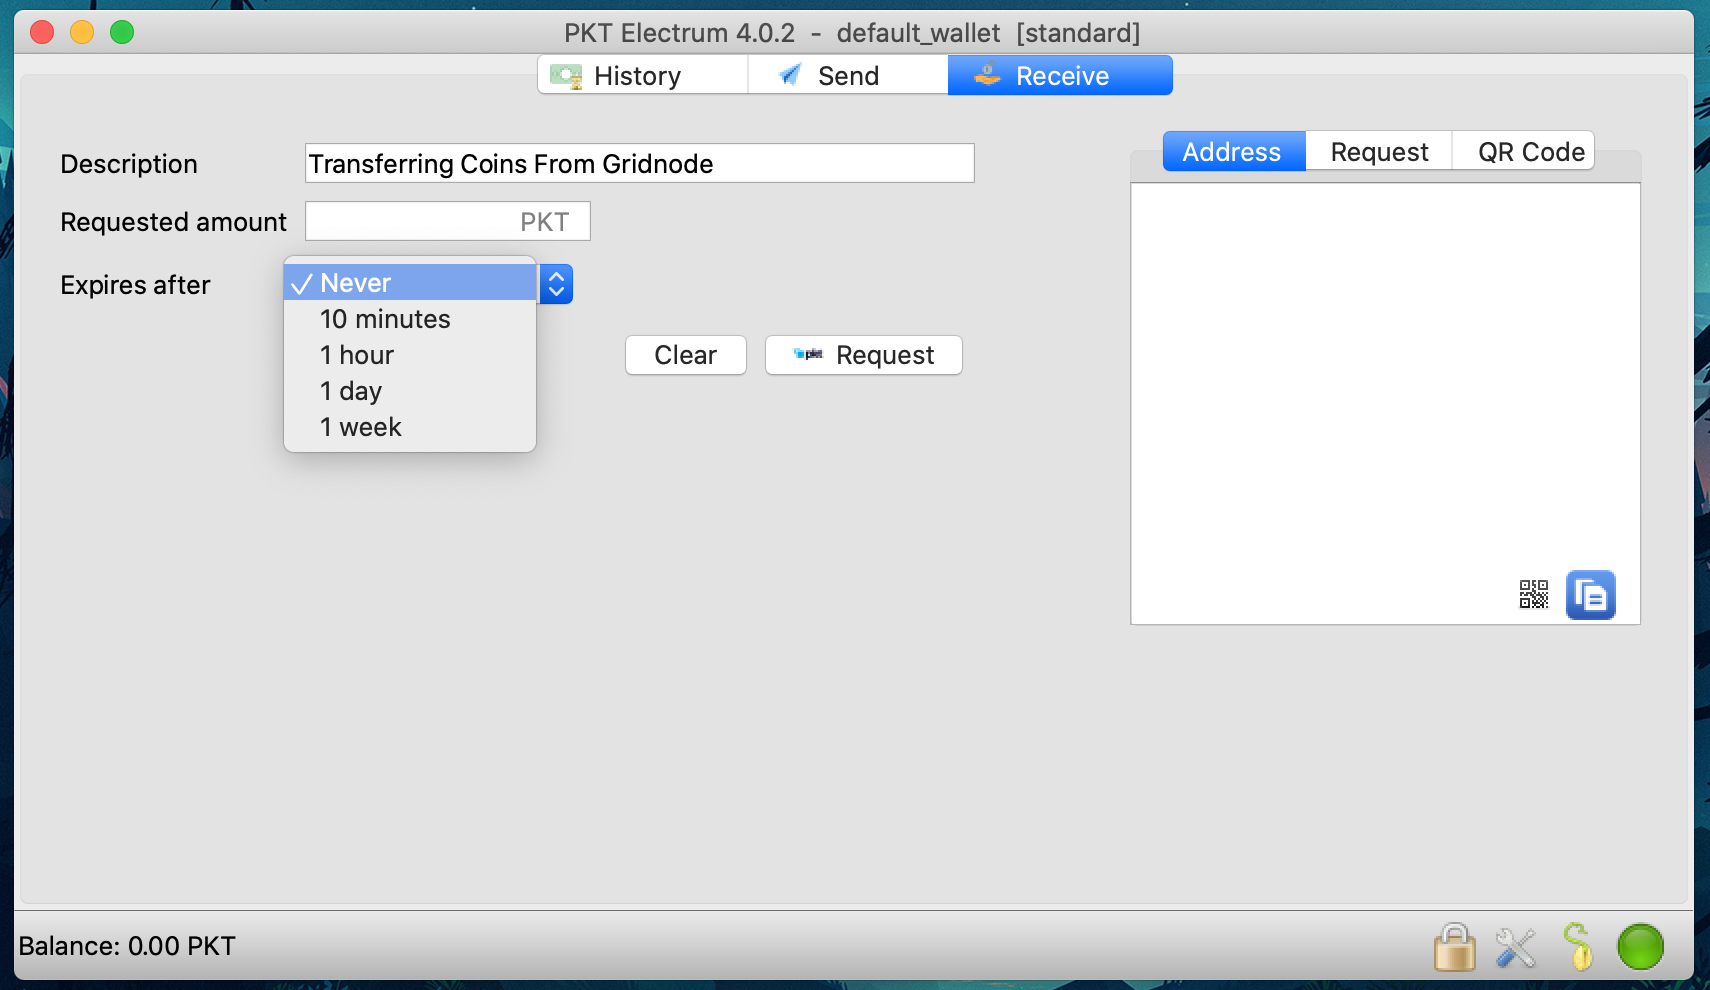 PKT Electrum 4.0.2 - default_wallet [standard]
History Send Receive
Description Transferring Coins From Gridnode
Requested amount PKT
Expires after
Never
10 minutes
1 hour
1 day
1 week
Clear Request
Address Request QR Code
Balance: 0.00 PKT